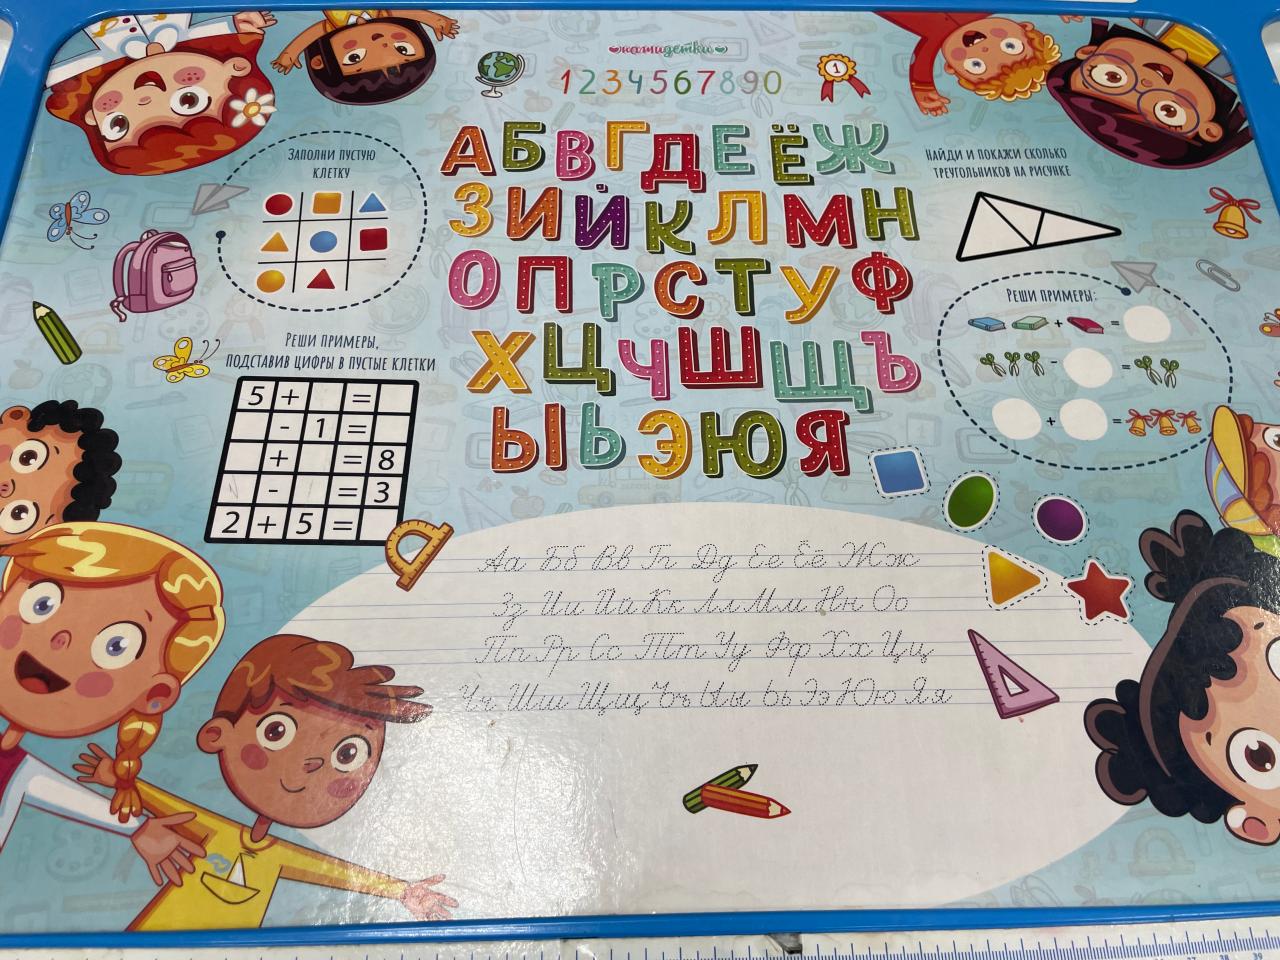 нашидетки
1234567890
ЗАПОЛНИ ПУСТУЮ
КЛЕТКУ
АБВГДЕЁЖ
ЗИЙКЛМН
ОПРСТУФ
ХЦЧШЩЪ
ЫЬЭЮЯ
НАЙДИ И ПОКАЖИ СКОЛЬКО
ТРЕУГОЛЬНИКОВ НА РИСУНКЕ
РЕШИ ПРИМЕРЫ:
+ =
- =
+ =
РЕШИ ПРИМЕРЫ,
ПОДСТАВИВ ЦИФРЫ В ПУСТЫЕ КЛЕТКИ
5 + =
- 1 =
+ = 8
- = 3
2 + 5 =
1
Аа Бб Вв Гг Дд Ее Ёё Жж
Зз Ии Йй Кк Лл Мм Нн Оо
Пп Рр Сс Тт Уу Фф Хх Цц
Чч Шш Щщ Ъъ Ыы Ьь Ээ Юю Яя